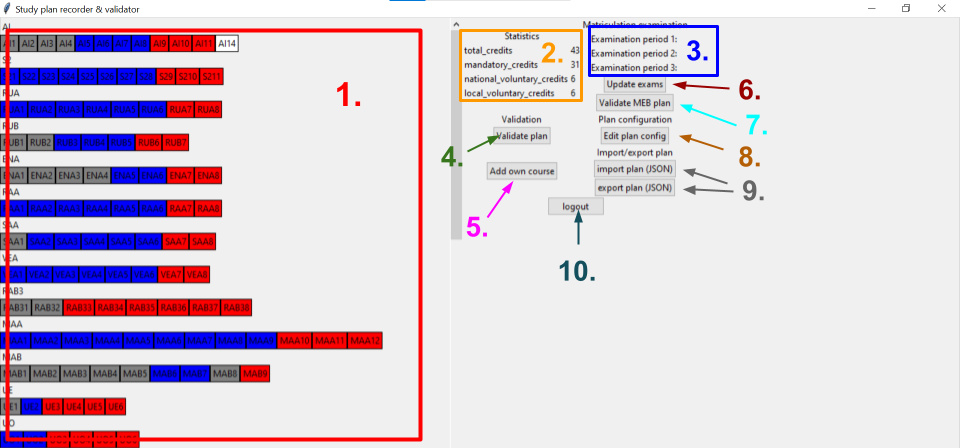 Study plan recorder & validator
AI
AI1 AI2 AI3 AI4 AI5 AI6 AI7 AI8 AI9 AI10 AI11 AI14
S21 S22 S23 S24 S25 S26 S27 S28 S29 S210 S211
RUA
RUA1 RUA2 RUA3 RUA4 RUA5 RUA6 RUA7 RUA8
RUB
RUB1 RUB2 RUB3 RUB4 RUB5 RUB6 RUB7
ENA
ENA1 ENA2 ENA3 ENA4 ENA5 ENA6 ENA7 ENA8
RAA
RAA1 RAA2 RAA3 RAA4 RAA5 RAA6 RAA7 RAA8
SAA
SAA1 SAA2 SAA3 SAA4 SAA5 SAA6 SAA7 SAA8
VEA
VEA1 VEA2 VEA3 VEA4 VEA5 VEA6 VEA7 VEA8
RAB3
RAB31 RAB32 RAB33 RAB34 RAB35 RAB36 RAB37 RAB38
MAA
MAA1 MAA2 MAA3 MAA4 MAA5 MAA6 MAA7 MAA8 MAA9 MAA10 MAA11 MAA12
MAB
MAB1 MAB2 MAB3 MAB4 MAB5 MAB6 MAB7 MAB8 MAB9
UE
UE1 UE2 UE3 UE4 UE5 UE6
UO
1.
Statistics
total_credits 43
mandatory_credits 31
national_voluntary_credits 6
local_voluntary_credits 6
2.
Validation
Validate plan
4.
Add own course
5.
Matriculation examination
Examination period 1:
Examination period 2:
Examination period 3:
3.
Update exams
6.
Validate MEB plan
7.
Plan configuration
Edit plan config
8.
Import/export plan
import plan (JSON)
export plan (JSON)
9.
logout
10.